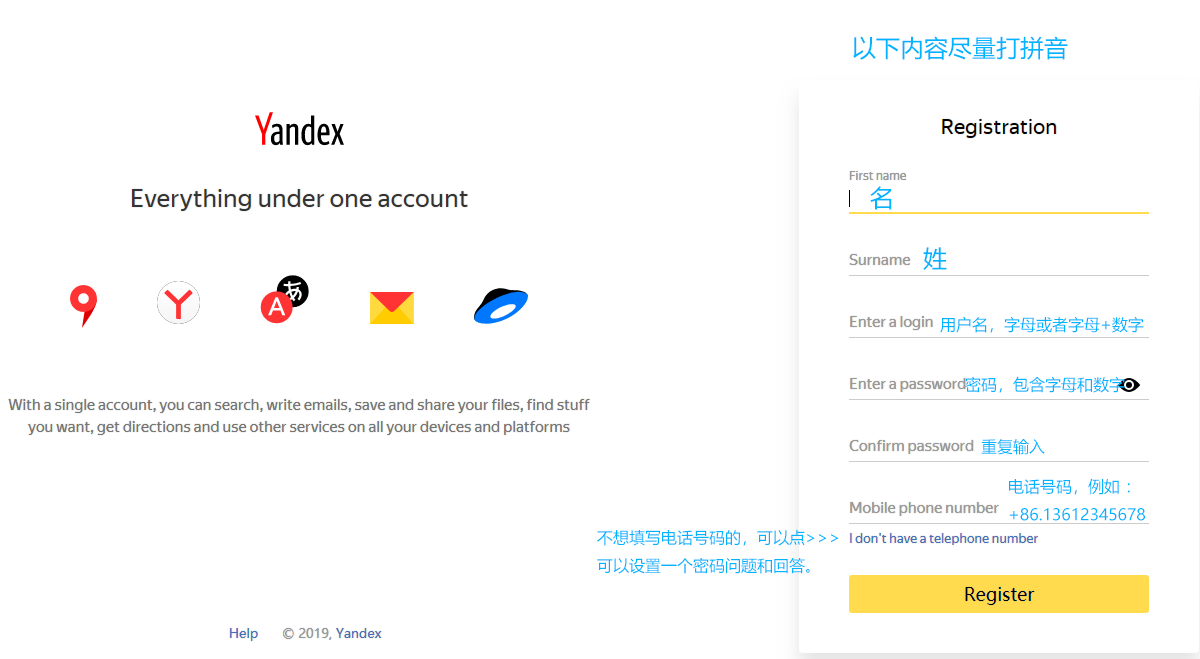 以下内容尽量打拼音
Yandex
Everything under one account
A あ
With a single account, you can search, write emails, save and share your files, find stuff
you want, get directions and use other services on all your devices and platforms
Help © 2019, Yandex
Registration
First name
名
Surname 姓
Enter a login 用户名，字母或者字母+数字
Enter a password 密码，包含字母和数字
Confirm password 重复输入
Mobile phone number 电话号码，例如：
+86.13612345678
不想填写电话号码的，可以点>>> I don't have a telephone number
可以设置一个密码问题和回答。
Register